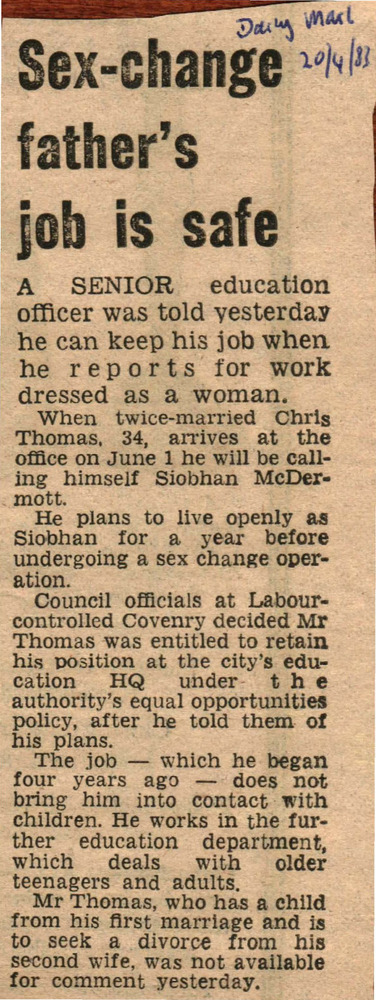 Daily Mail
20/4/83
Sex-change
father's
job is safe
A SENIOR education
officer was told yesterday
he can keep his job when
he reports for work
dressed as a woman.
When twice-married Chris
Thomas, 34, arrives at the
office on June 1 he will be call-
ing himself Siobhan McDer-
mott.
He plans to live openly as
Siobhan for a year before
undergoing a sex change oper-
ation.
Council officials at Labour-
controlled Covenry decided Mr
Thomas was entitled to retain
his position at the city's edu-
cation HQ under the
authority's equal opportunities
policy, after he told them of
his plans.
The job — which he began
four years ago — does not
bring him into contact with
children. He works in the fur-
ther education department,
which deals with older
teenagers and adults.
Mr Thomas, who has a child
from his first marriage and is
to seek a divorce from his
second wife, was not available
for comment yesterday.